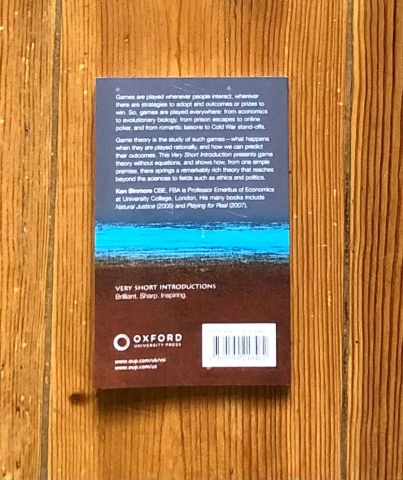 Games are played whenever people interact, wherever
there are strategies to adopt and outcomes or prizes to
win. So, games are played everywhere: from economics
to evolutionary biology, from prison escapes to online
poker, and from romantic liaisons to Cold War stand-offs.
Game theory is the study of such games—what happens
when they are played rationally, and how we can predict
their outcomes. This Very Short Introduction presents game
theory without equations, and shows how, from one simple
premise, there springs a remarkably rich theory that reaches
beyond the sciences to fields such as ethics and politics.
Ken Binmore CBE, FBA is Professor Emeritus of Economics
at University College, London. His many books include
Natural Justice (2005) and Playing for Real (2007).
VERY SHORT INTRODUCTIONS
Brilliant. Sharp. Inspiring.
OXFORD
UNIVERSITY PRESS
www.oup.com/uk/vsi
www.oup.com/us